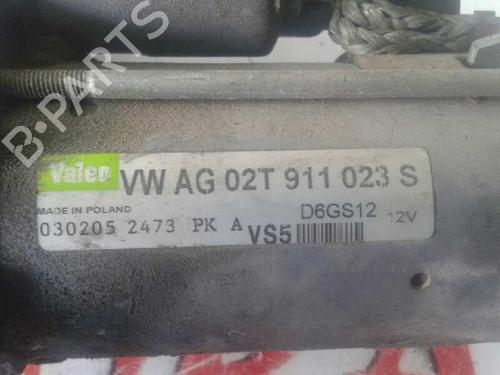 B-PARTS
Valeo VW AG 02T 911 023 S
MADE IN POLAND D6GS12 12V
030205 2473 PK A VS5